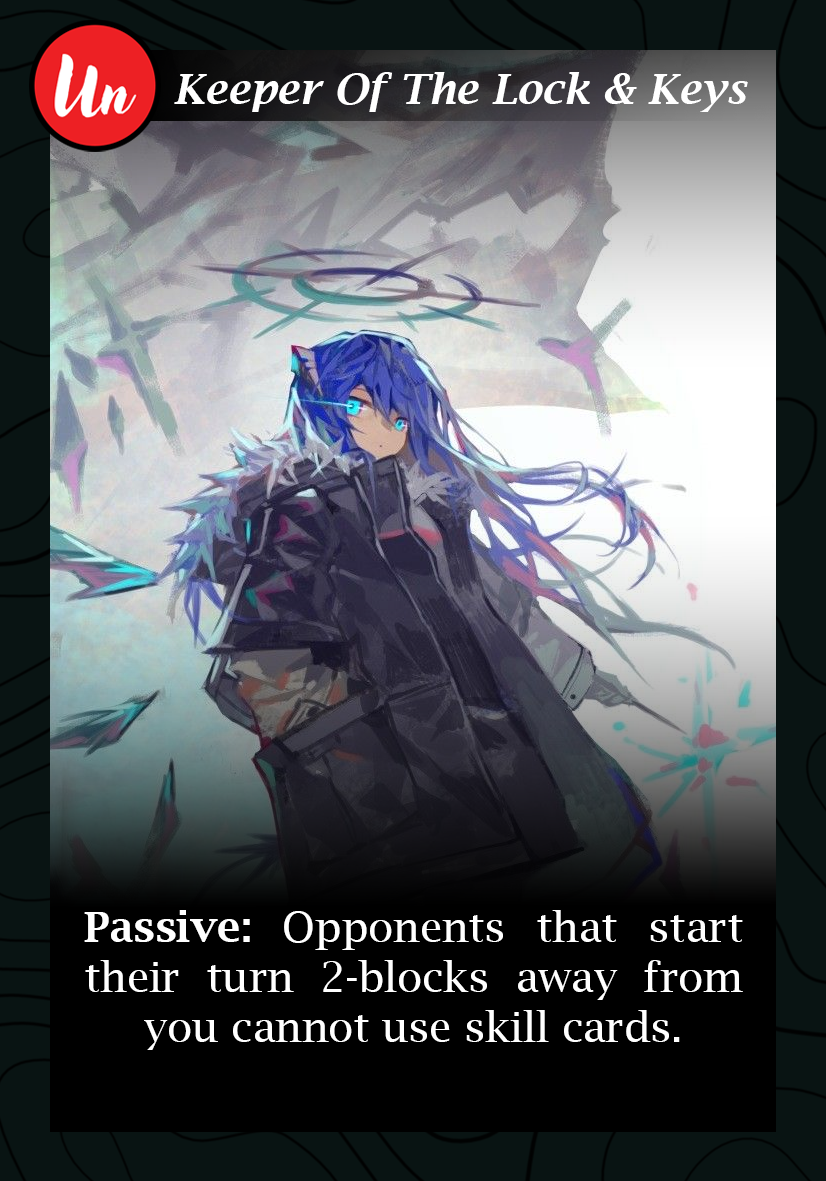 Un
Keeper Of The Lock & Keys
Passive: Opponents that start
their turn 2-blocks away from
you cannot use skill cards.